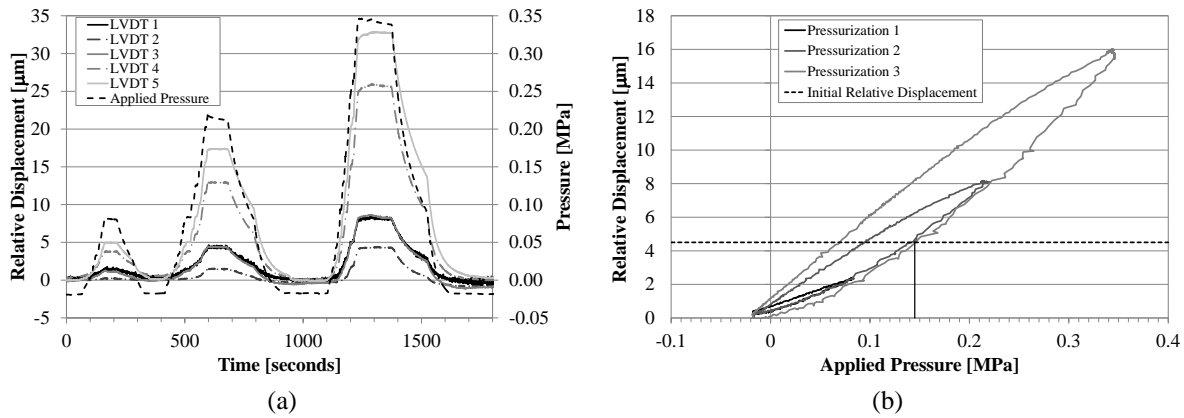 35
30
25
20
15
10
5
0
-5
Relative Displacement [µm]
LVDT 1
LVDT 2
LVDT 3
LVDT 4
LVDT 5
Applied Pressure
0.35
0.30
0.25
0.20
0.15
0.10
0.05
0.00
-0.05
Pressure [MPa]
0 500 1000 1500
Time [seconds]
(a)
18
16
14
12
10
8
6
4
2
0
Relative Displacement [µm]
Pressurization 1
Pressurization 2
Pressurization 3
Initial Relative Displacement
-0.1 0 0.1 0.2 0.3 0.4
Applied Pressure [MPa]
(b)